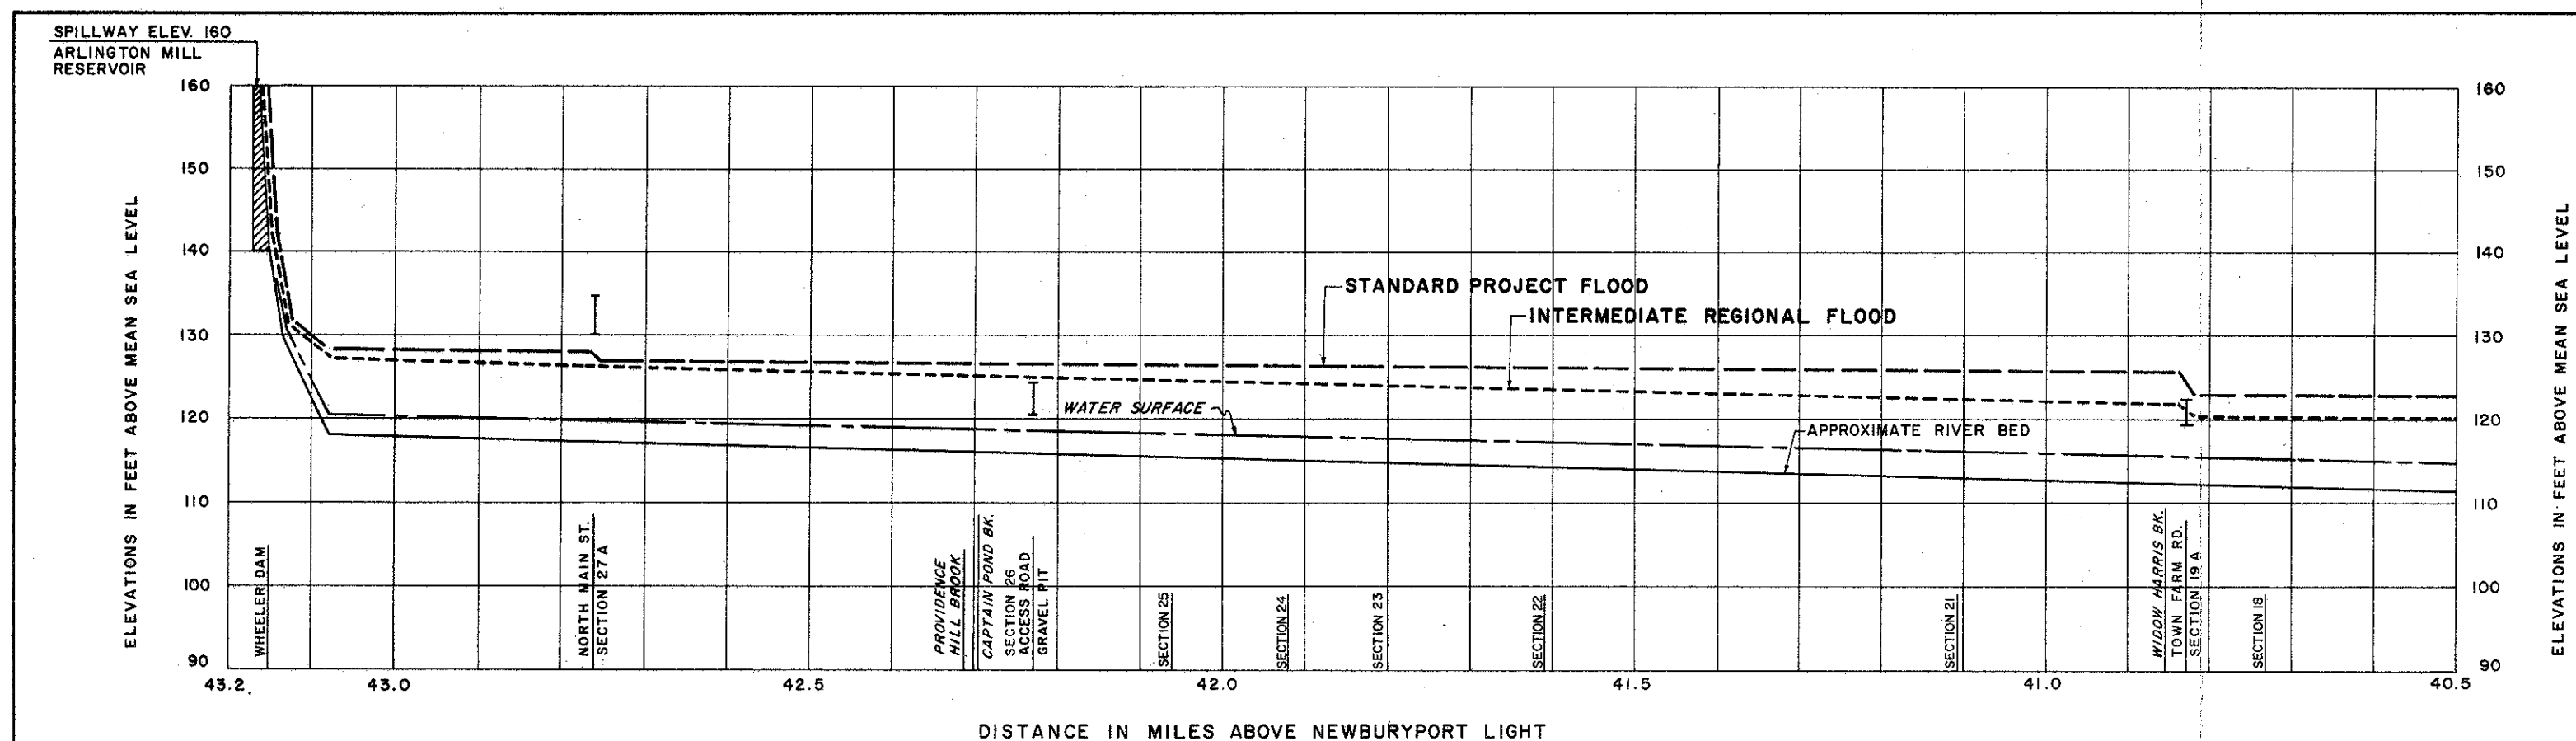 SPILLWAY ELEV. 160
ARLINGTON MILL
RESERVOIR
160
150
140
130
120
110
100
90
ELEVATIONS IN FEET ABOVE MEAN SEA LEVEL
160
150
140
130
120
110
100
90
ELEVATIONS IN FEET ABOVE MEAN SEA LEVEL
STANDARD PROJECT FLOOD
INTERMEDIATE REGIONAL FLOOD
WATER SURFACE
APPROXIMATE RIVER BED
WHEELER DAM
NORTH MAIN ST.
SECTION 27 A
PROVIDENCE
HILL BROOK
CAPTAIN POND BK.
SECTION 26
ACCESS ROAD
GRAVEL PIT
SECTION 25
SECTION 24
SECTION 23
SECTION 22
SECTION 21
WIDOW HARRIS BK.
TOWN FARM RD.
SECTION 19 A
SECTION 18
43.2
43.0
42.5
42.0
41.5
41.0
40.5
DISTANCE IN MILES ABOVE NEWBURYPORT LIGHT